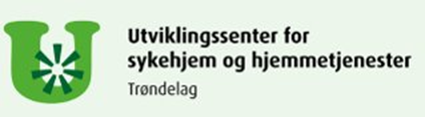 Utviklingssenter for
sykehjem og hjemmetjenester
Trøndelag